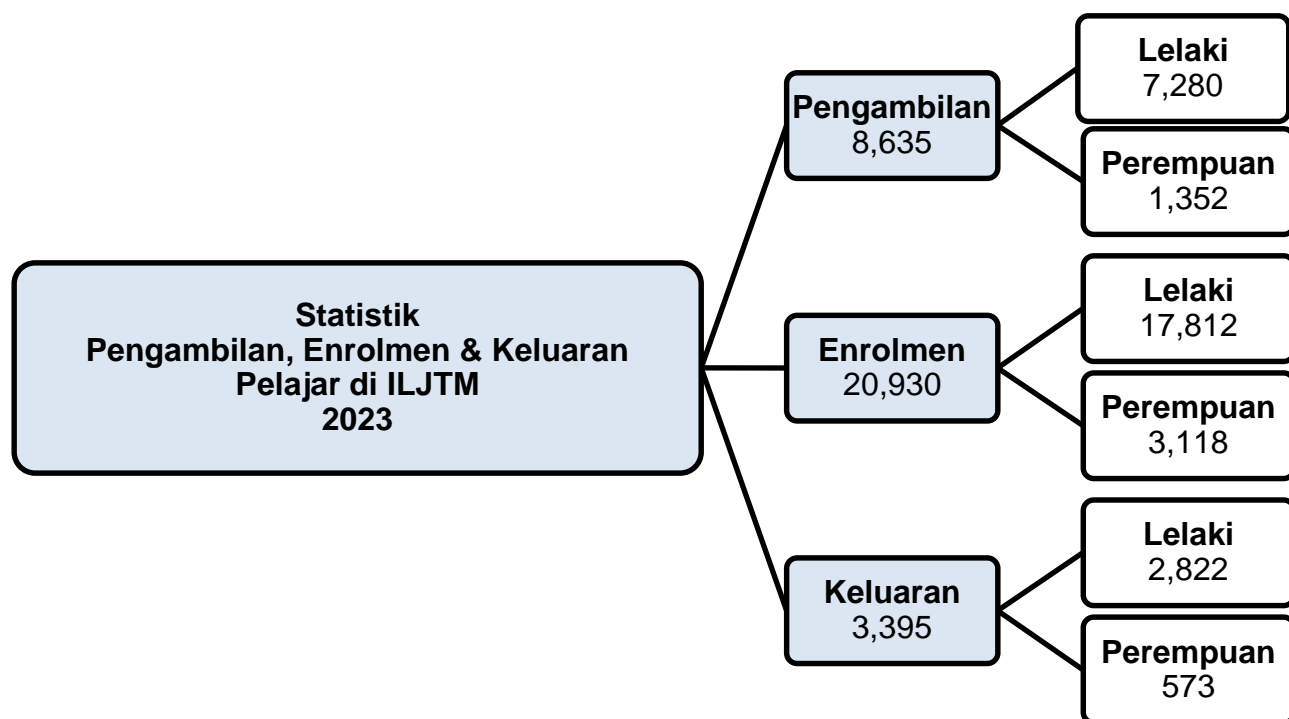 Statistik
Pengambilan, Enrolmen & Keluaran
Pelajar di ILJTM
2023
Pengambilan
8,635
Lelaki
7,280
Perempuan
1,352
Enrolmen
20,930
Lelaki
17,812
Perempuan
3,118
Keluaran
3,395
Lelaki
2,822
Perempuan
573